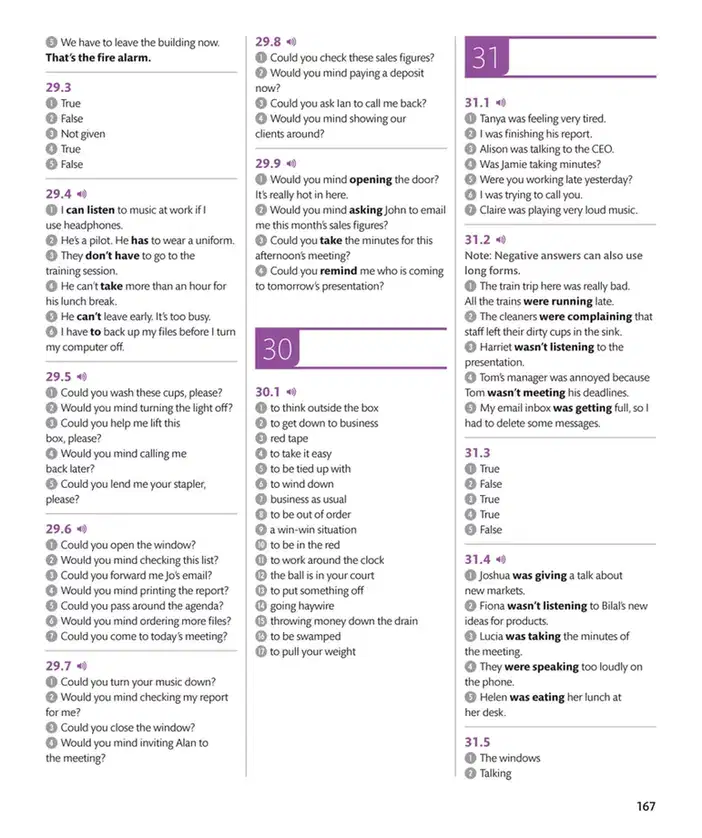 5 We have to leave the building now.
That's the fire alarm.
29.3
1 True
2 False
3 Not given
4 True
5 False
29.4
1 I can listen to music at work if I
use headphones.
2 He's a pilot. He has to wear a uniform.
3 They don't have to go to the
training session.
4 He can't take more than an hour for
his lunch break.
5 He can't leave early. It's too busy.
6 I have to back up my files before I turn
my computer off.
29.5
1 Could you wash these cups, please?
2 Would you mind turning the light off?
3 Could you help me lift this
box, please?
4 Would you mind calling me
back later?
5 Could you lend me your stapler,
please?
29.6
1 Could you open the window?
2 Would you mind checking this list?
3 Could you forward me Jo's email?
4 Would you mind printing the report?
5 Could you pass around the agenda?
6 Would you mind ordering more files?
7 Could you come to today's meeting?
29.7
1 Could you turn your music down?
2 Would you mind checking my report
for me?
3 Could you close the window?
4 Would you mind inviting Alan to
the meeting?
29.8
1 Could you check these sales figures?
2 Would you mind paying a deposit
now?
3 Could you ask Ian to call me back?
4 Would you mind showing our
clients around?
29.9
1 Would you mind opening the door?
It's really hot in here.
2 Would you mind asking John to email
me this month's sales figures?
3 Could you take the minutes for this
afternoon's meeting?
4 Could you remind me who is coming
to tomorrow's presentation?
30
30.1
1 to think outside the box
2 to get down to business
3 red tape
4 to take it easy
5 to be tied up with
6 to wind down
7 business as usual
8 to be out of order
9 a win-win situation
10 to be in the red
11 to work around the clock
12 the ball is in your court
13 to put something off
14 going haywire
15 throwing money down the drain
16 to be swamped
17 to pull your weight
31
31.1
1 Tanya was feeling very tired.
2 I was finishing his report.
3 Alison was talking to the CEO.
4 Was Jamie taking minutes?
5 Were you working late yesterday?
6 I was trying to call you.
7 Claire was playing very loud music.
31.2
Note: Negative answers can also use
long forms.
1 The train trip here was really bad.
All the trains were running late.
2 The cleaners were complaining that
staff left their dirty cups in the sink.
3 Harriet wasn't listening to the
presentation.
4 Tom's manager was annoyed because
Tom wasn't meeting his deadlines.
5 My email inbox was getting full, so I
had to delete some messages.
31.3
1 True
2 False
3 True
4 True
5 False
31.4
1 Joshua was giving a talk about
new markets.
2 Fiona wasn't listening to Bilal's new
ideas for products.
3 Lucia was taking the minutes of
the meeting.
4 They were speaking too loudly on
the phone.
5 Helen was eating her lunch at
her desk.
31.5
1 The windows
2 Talking
167